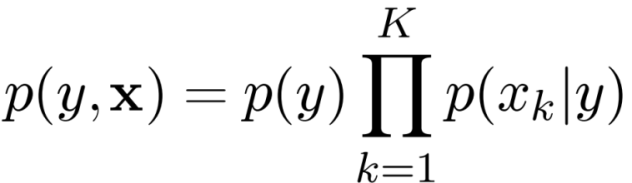 p(y, x) = p(y) ∏_{k=1}^{K} p(x_k|y)